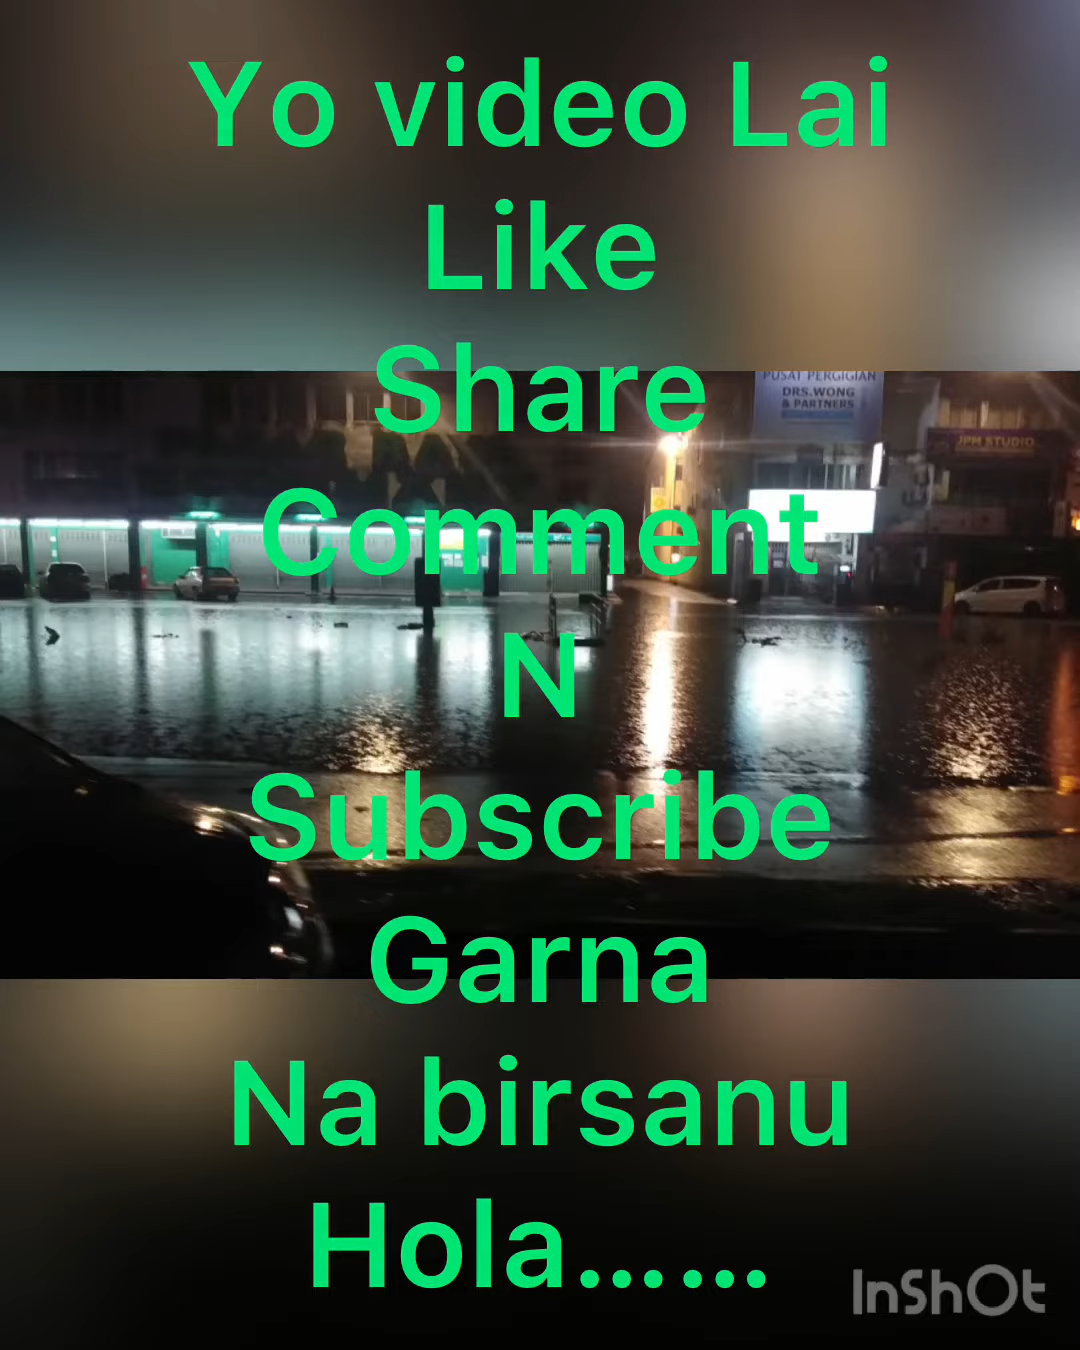 Yo video Lai
Like
Share
PUSAT PERGIGIAN
DRS.WONG
& PARTNERS
JPM STUDIO
Comment
N
Subscribe
Garna
Na birsanu
Hola......
InShOt